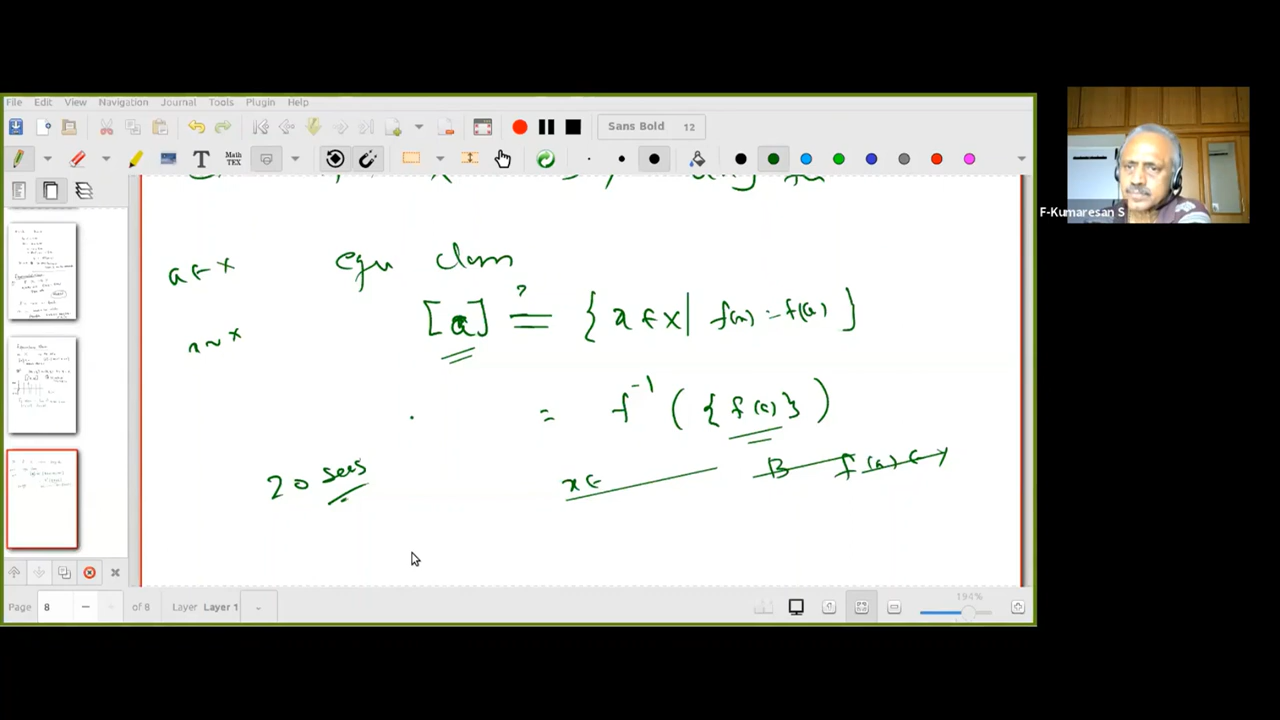 File Edit View Navigation Journal Tools Plugin Help
Sans Bold 12
F-Kumaresan S
a ∈ X equ class
[a] ?= { x ∈ X | f(x) = f(a) }
x ~ x
= f⁻¹ ( { f(a) } )
20 secs x ∈ B f(a) ∈ Y
Page 8 of 8 Layer Layer 1 194%